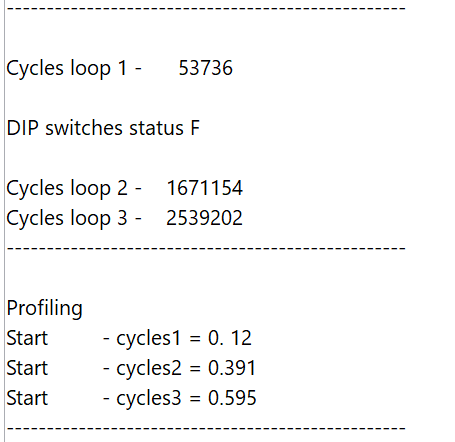 --------------------------------------------------
Cycles loop 1 -      53736
DIP switches status F
Cycles loop 2 -    1671154
Cycles loop 3 -    2539202
--------------------------------------------------
Profiling
Start         - cycles1 = 0. 12
Start         - cycles2 = 0.391
Start         - cycles3 = 0.595
--------------------------------------------------